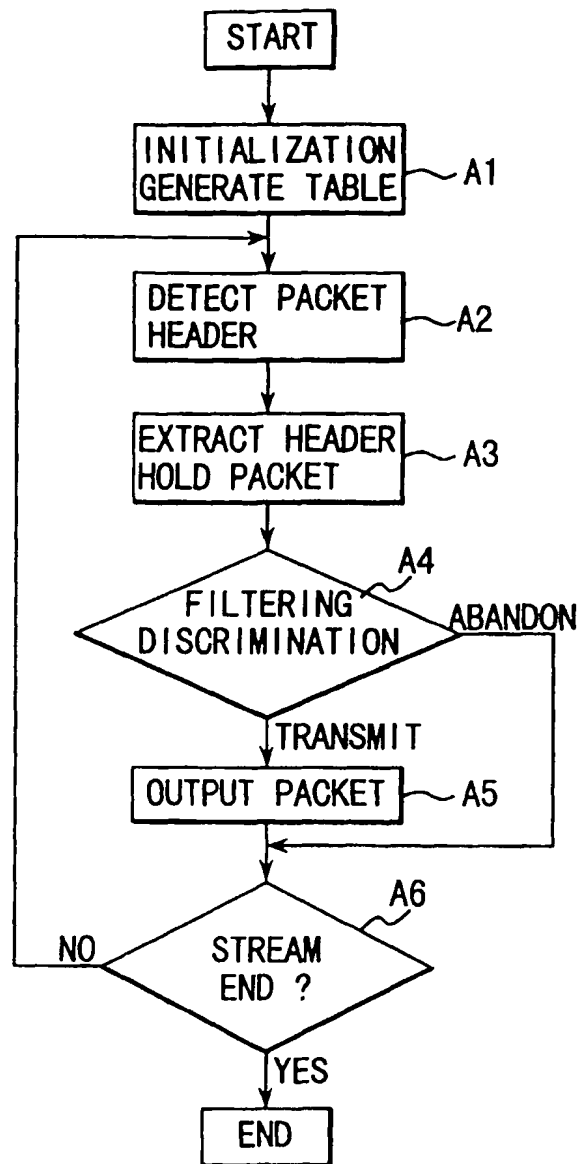 START
INITIALIZATION
GENERATE TABLE
A1
DETECT PACKET
HEADER
A2
EXTRACT HEADER
HOLD PACKET
A3
A4
FILTERING
DISCRIMINATION
ABANDON
TRANSMIT
OUTPUT PACKET
A5
A6
NO
STREAM
END ?
YES
END